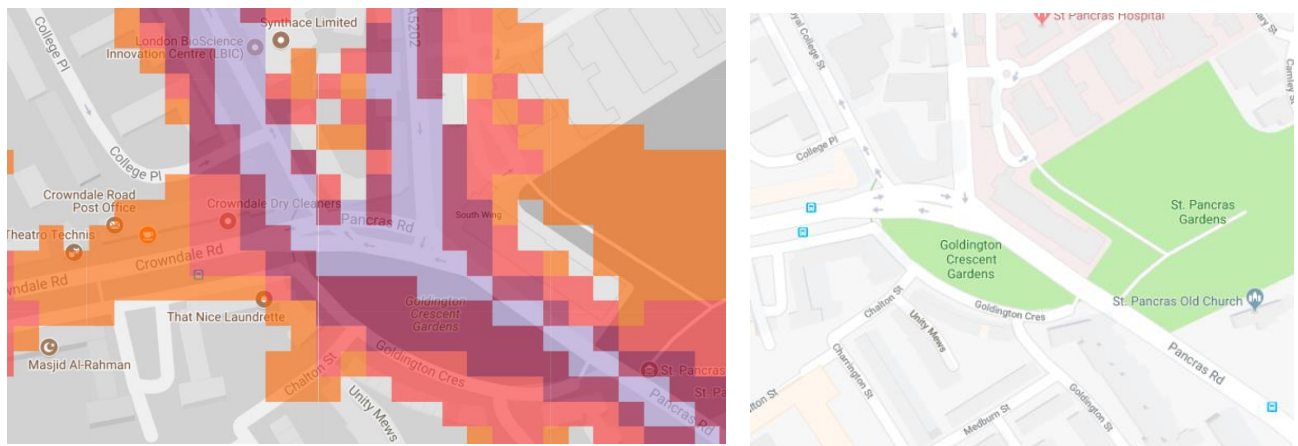 Synthace Limited
London BioScience
Innovation Centre (LBIC)
A5202
College Pl
College Pl
Crowndale Road
Post Office
Theatro Technis
Crowndale Dry Cleaners
Pancras Rd
South Wing
Crowndale Rd
ndale Rd
That Nice Laundrette
Goldington
Crescent
Gardens
Masjid Al-Rahman
Chalton St
Goldington Cres
Unity Mews
St. Pancras
St. Pa
Pancras Rd
St Pancras Hospital
yal College St
Camley St
College Pl
St. Pancras
Gardens
Goldington
Crescent
Gardens
St. Pancras Old Church
Goldington Cres
Chalton St
Unity Mews
Charrington St
Pancras Rd
lton St
Goldington St
Medburn St